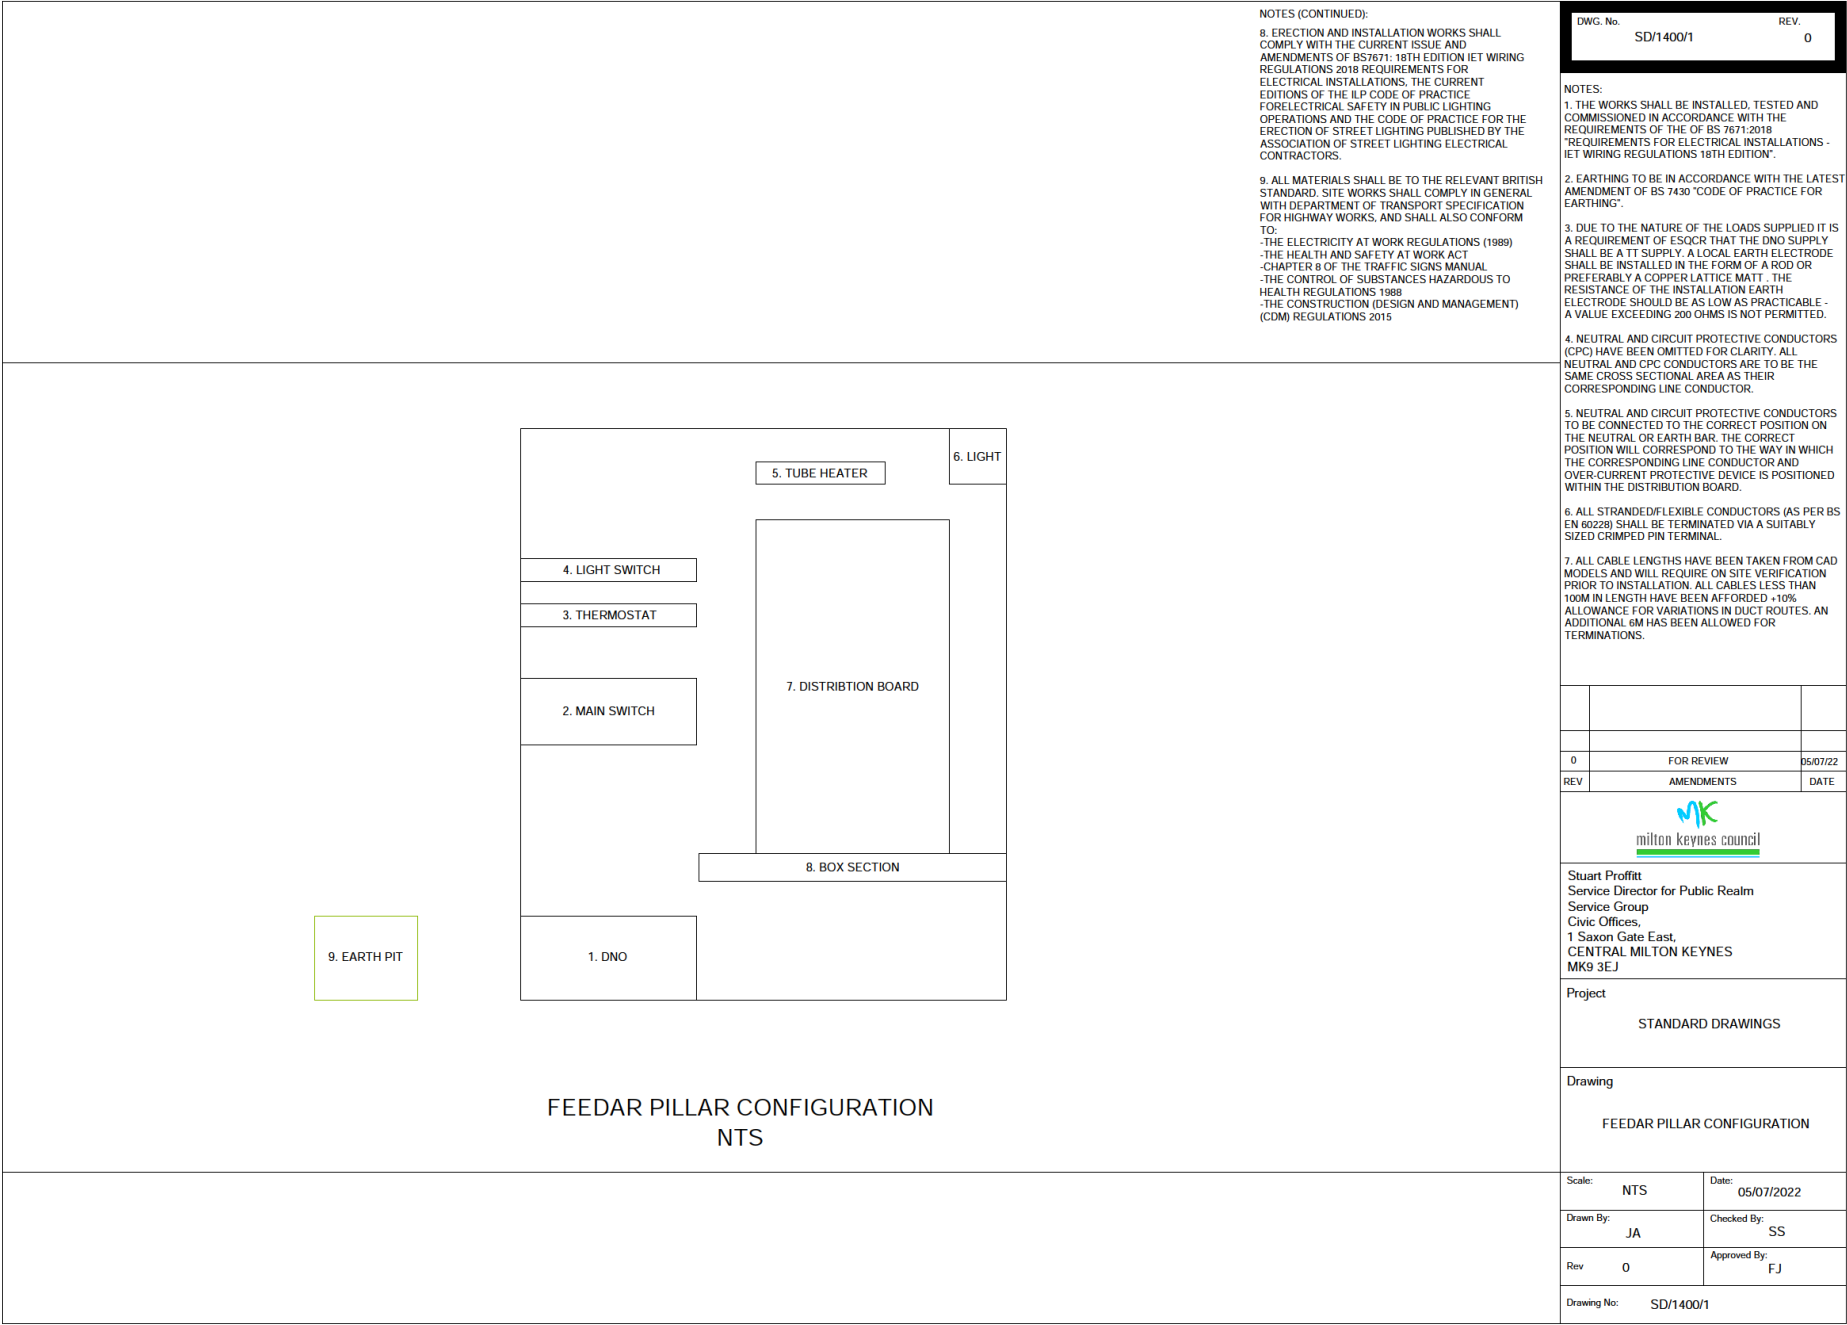 NOTES (CONTINUED):
8. ERECTION AND INSTALLATION WORKS SHALL
COMPLY WITH THE CURRENT ISSUE AND
AMENDMENTS OF BS7671: 18TH EDITION IET WIRING
REGULATIONS 2018 REQUIREMENTS FOR
ELECTRICAL INSTALLATIONS, THE CURRENT
EDITIONS OF THE ILP CODE OF PRACTICE
FORELECTRICAL SAFETY IN PUBLIC LIGHTING
OPERATIONS AND THE CODE OF PRACTICE FOR THE
ERECTION OF STREET LIGHTING PUBLISHED BY THE
ASSOCIATION OF STREET LIGHTING ELECTRICAL
CONTRACTORS.
9. ALL MATERIALS SHALL BE TO THE RELEVANT BRITISH
STANDARD. SITE WORKS SHALL COMPLY IN GENERAL
WITH DEPARTMENT OF TRANSPORT SPECIFICATION
FOR HIGHWAY WORKS, AND SHALL ALSO CONFORM
TO:
-THE ELECTRICITY AT WORK REGULATIONS (1989)
-THE HEALTH AND SAFETY AT WORK ACT
-CHAPTER 8 OF THE TRAFFIC SIGNS MANUAL
-THE CONTROL OF SUBSTANCES HAZARDOUS TO
HEALTH REGULATIONS 1988
-THE CONSTRUCTION (DESIGN AND MANAGEMENT)
(CDM) REGULATIONS 2015
DWG. No. REV.
SD/1400/1 0
NOTES:
1. THE WORKS SHALL BE INSTALLED, TESTED AND
COMMISSIONED IN ACCORDANCE WITH THE
REQUIREMENTS OF THE OF BS 7671:2018
"REQUIREMENTS FOR ELECTRICAL INSTALLATIONS -
IET WIRING REGULATIONS 18TH EDITION".
2. EARTHING TO BE IN ACCORDANCE WITH THE LATEST
AMENDMENT OF BS 7430 "CODE OF PRACTICE FOR
EARTHING".
3. DUE TO THE NATURE OF THE LOADS SUPPLIED IT IS
A REQUIREMENT OF ESQCR THAT THE DNO SUPPLY
SHALL BE A TT SUPPLY. A LOCAL EARTH ELECTRODE
SHALL BE INSTALLED IN THE FORM OF A ROD OR
PREFERABLY A COPPER LATTICE MATT . THE
RESISTANCE OF THE INSTALLATION EARTH
ELECTRODE SHOULD BE AS LOW AS PRACTICABLE -
A VALUE EXCEEDING 200 OHMS IS NOT PERMITTED.
4. NEUTRAL AND CIRCUIT PROTECTIVE CONDUCTORS
(CPC) HAVE BEEN OMITTED FOR CLARITY. ALL
NEUTRAL AND CPC CONDUCTORS ARE TO BE THE
SAME CROSS SECTIONAL AREA AS THEIR
CORRESPONDING LINE CONDUCTOR.
5. NEUTRAL AND CIRCUIT PROTECTIVE CONDUCTORS
TO BE CONNECTED TO THE CORRECT POSITION ON
THE NEUTRAL OR EARTH BAR. THE CORRECT
POSITION WILL CORRESPOND TO THE WAY IN WHICH
THE CORRESPONDING LINE CONDUCTOR AND
OVER-CURRENT PROTECTIVE DEVICE IS POSITIONED
WITHIN THE DISTRIBUTION BOARD.
6. ALL STRANDED/FLEXIBLE CONDUCTORS (AS PER BS
EN 60228) SHALL BE TERMINATED VIA A SUITABLY
SIZED CRIMPED PIN TERMINAL.
7. ALL CABLE LENGTHS HAVE BEEN TAKEN FROM CAD
MODELS AND WILL REQUIRE ON SITE VERIFICATION
PRIOR TO INSTALLATION. ALL CABLES LESS THAN
100M IN LENGTH HAVE BEEN AFFORDED +10%
ALLOWANCE FOR VARIATIONS IN DUCT ROUTES. AN
ADDITIONAL 6M HAS BEEN ALLOWED FOR
TERMINATIONS.
6. LIGHT
5. TUBE HEATER
4. LIGHT SWITCH
3. THERMOSTAT
7. DISTRIBTION BOARD
2. MAIN SWITCH
8. BOX SECTION
9. EARTH PIT
1. DNO
FEEDAR PILLAR CONFIGURATION
NTS
0 FOR REVIEW 05/07/22
REV AMENDMENTS DATE
MK
milton keynes council
Stuart Proffitt
Service Director for Public Realm
Service Group
Civic Offices,
1 Saxon Gate East,
CENTRAL MILTON KEYNES
MK9 3EJ
Project
STANDARD DRAWINGS
Drawing
FEEDAR PILLAR CONFIGURATION
Scale: NTS
Date: 05/07/2022
Drawn By: JA
Checked By: SS
Rev 0
Approved By: FJ
Drawing No: SD/1400/1